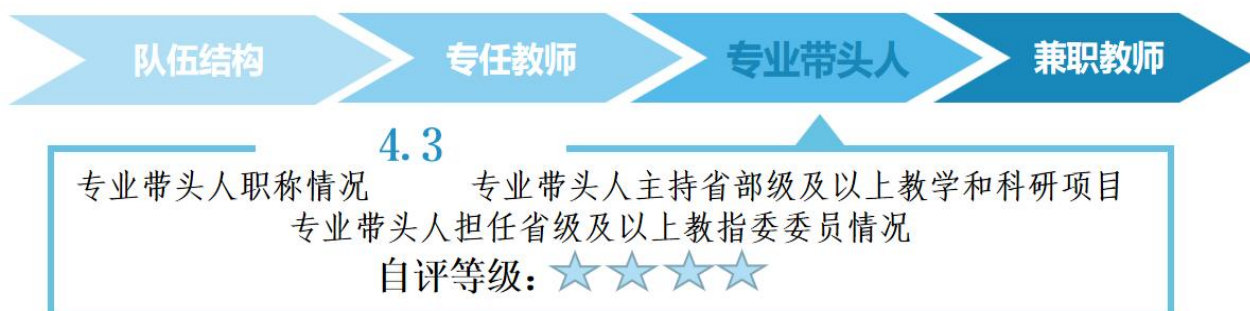 队伍结构 专任教师 专业带头人 兼职教师
4.3
专业带头人职称情况 专业带头人主持省部级及以上教学和科研项目
专业带头人担任省级及以上教指委委员情况
自评等级：